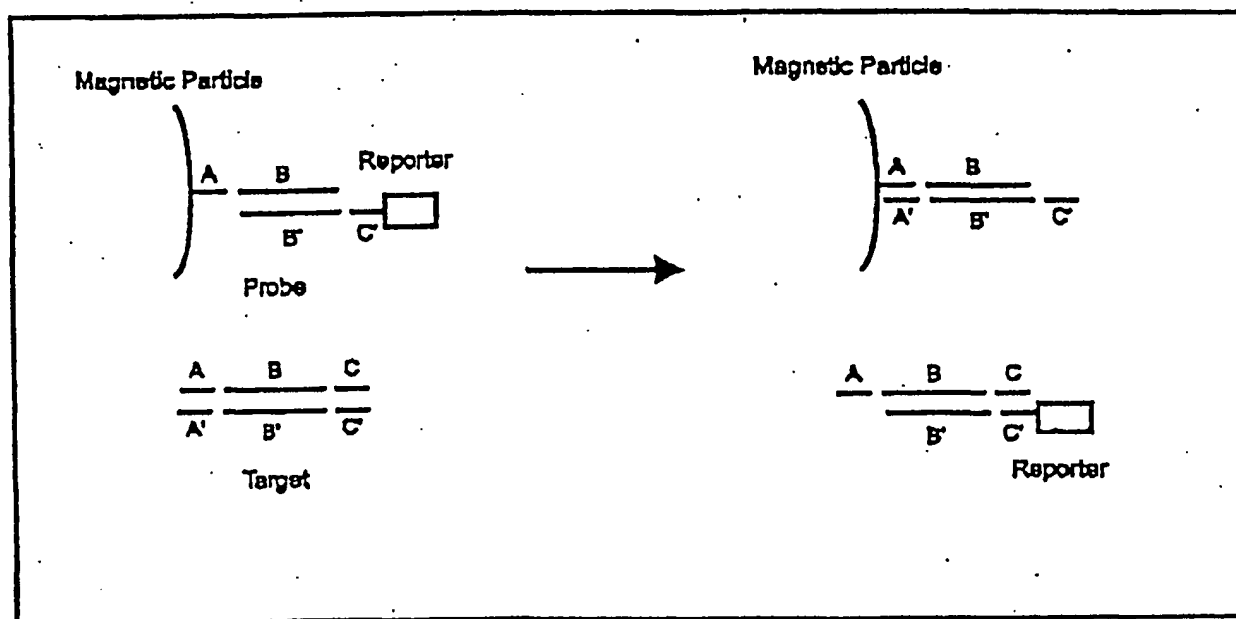 Magnetic Particle
A B Reporter
B' C'
Probe
A B C
A' B' C'
Target
Magnetic Particle
A B
A' B' C'
A B C
B' C'
Reporter